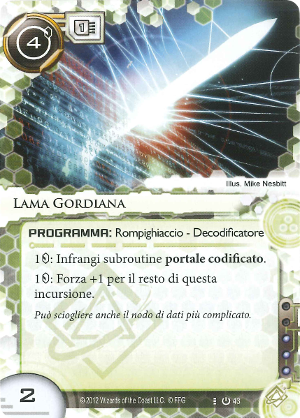 4
1
Illus. Mike Nesbitt
LAMA GORDIANA
PROGRAMMA: Rompighiaccio - Decodificatore
1: Infrangi subroutine portale codificato.
1: Forza +1 per il resto di questa
incursione.
Può sciogliere anche il nodo di dati più complicato.
2
© 2012 Wizards of the Coast LLC. © FFG
43